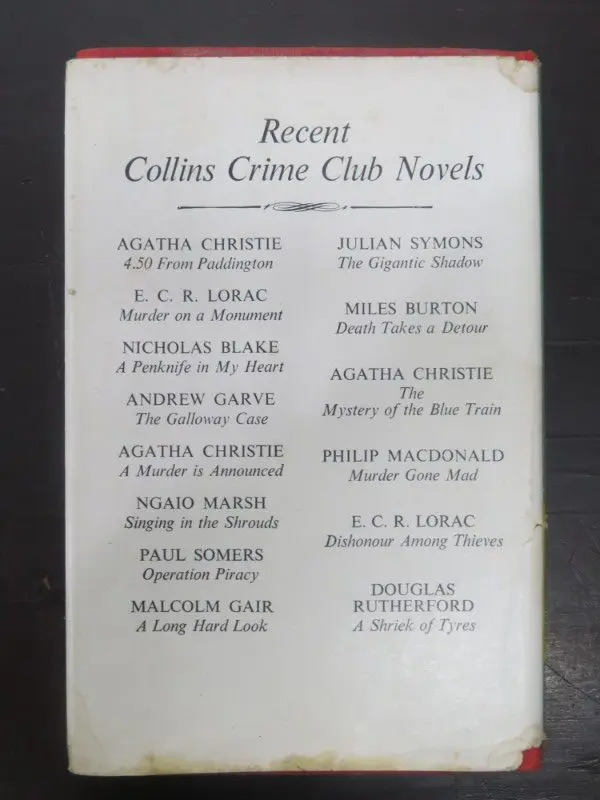 Recent
Collins Crime Club Novels
AGATHA CHRISTIE
4.50 From Paddington
E. C. R. LORAC
Murder on a Monument
NICHOLAS BLAKE
A Penknife in My Heart
ANDREW GARVE
The Galloway Case
AGATHA CHRISTIE
A Murder is Announced
NGAIO MARSH
Singing in the Shrouds
PAUL SOMERS
Operation Piracy
MALCOLM GAIR
A Long Hard Look
JULIAN SYMONS
The Gigantic Shadow
MILES BURTON
Death Takes a Detour
AGATHA CHRISTIE
The
Mystery of the Blue Train
PHILIP MACDONALD
Murder Gone Mad
E. C. R. LORAC
Dishonour Among Thieves
DOUGLAS
RUTHERFORD
A Shriek of Tyres